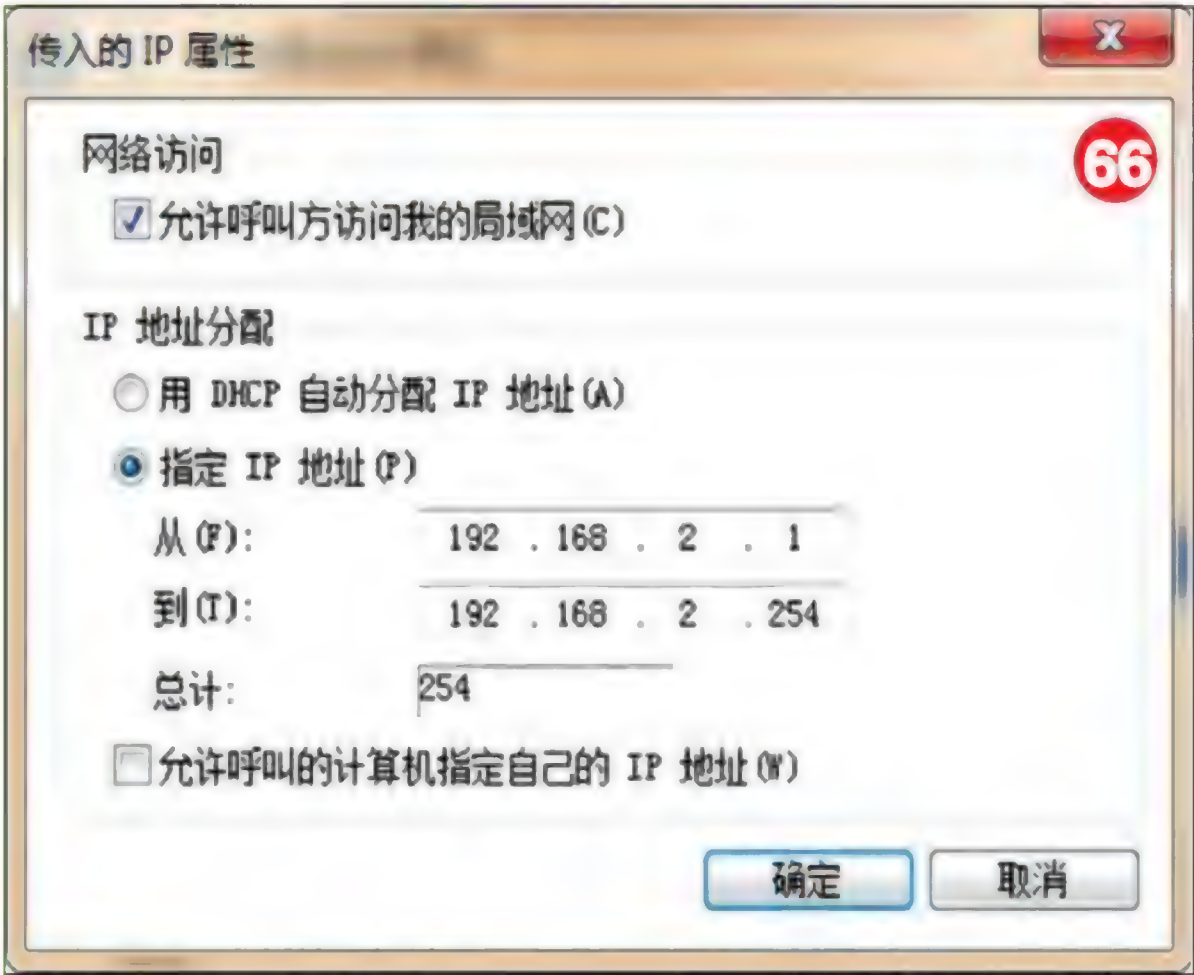 传入的 IP 属性
66
网络访问
允许呼叫方访问我的局域网(C)
IP 地址分配
用 DHCP 自动分配 IP 地址(A)
指定 IP 地址(P)
从(F): 192 . 168 . 2 . 1
到(T): 192 . 168 . 2 . 254
总计: 254
允许呼叫的计算机指定自己的 IP 地址(W)
确定 取消